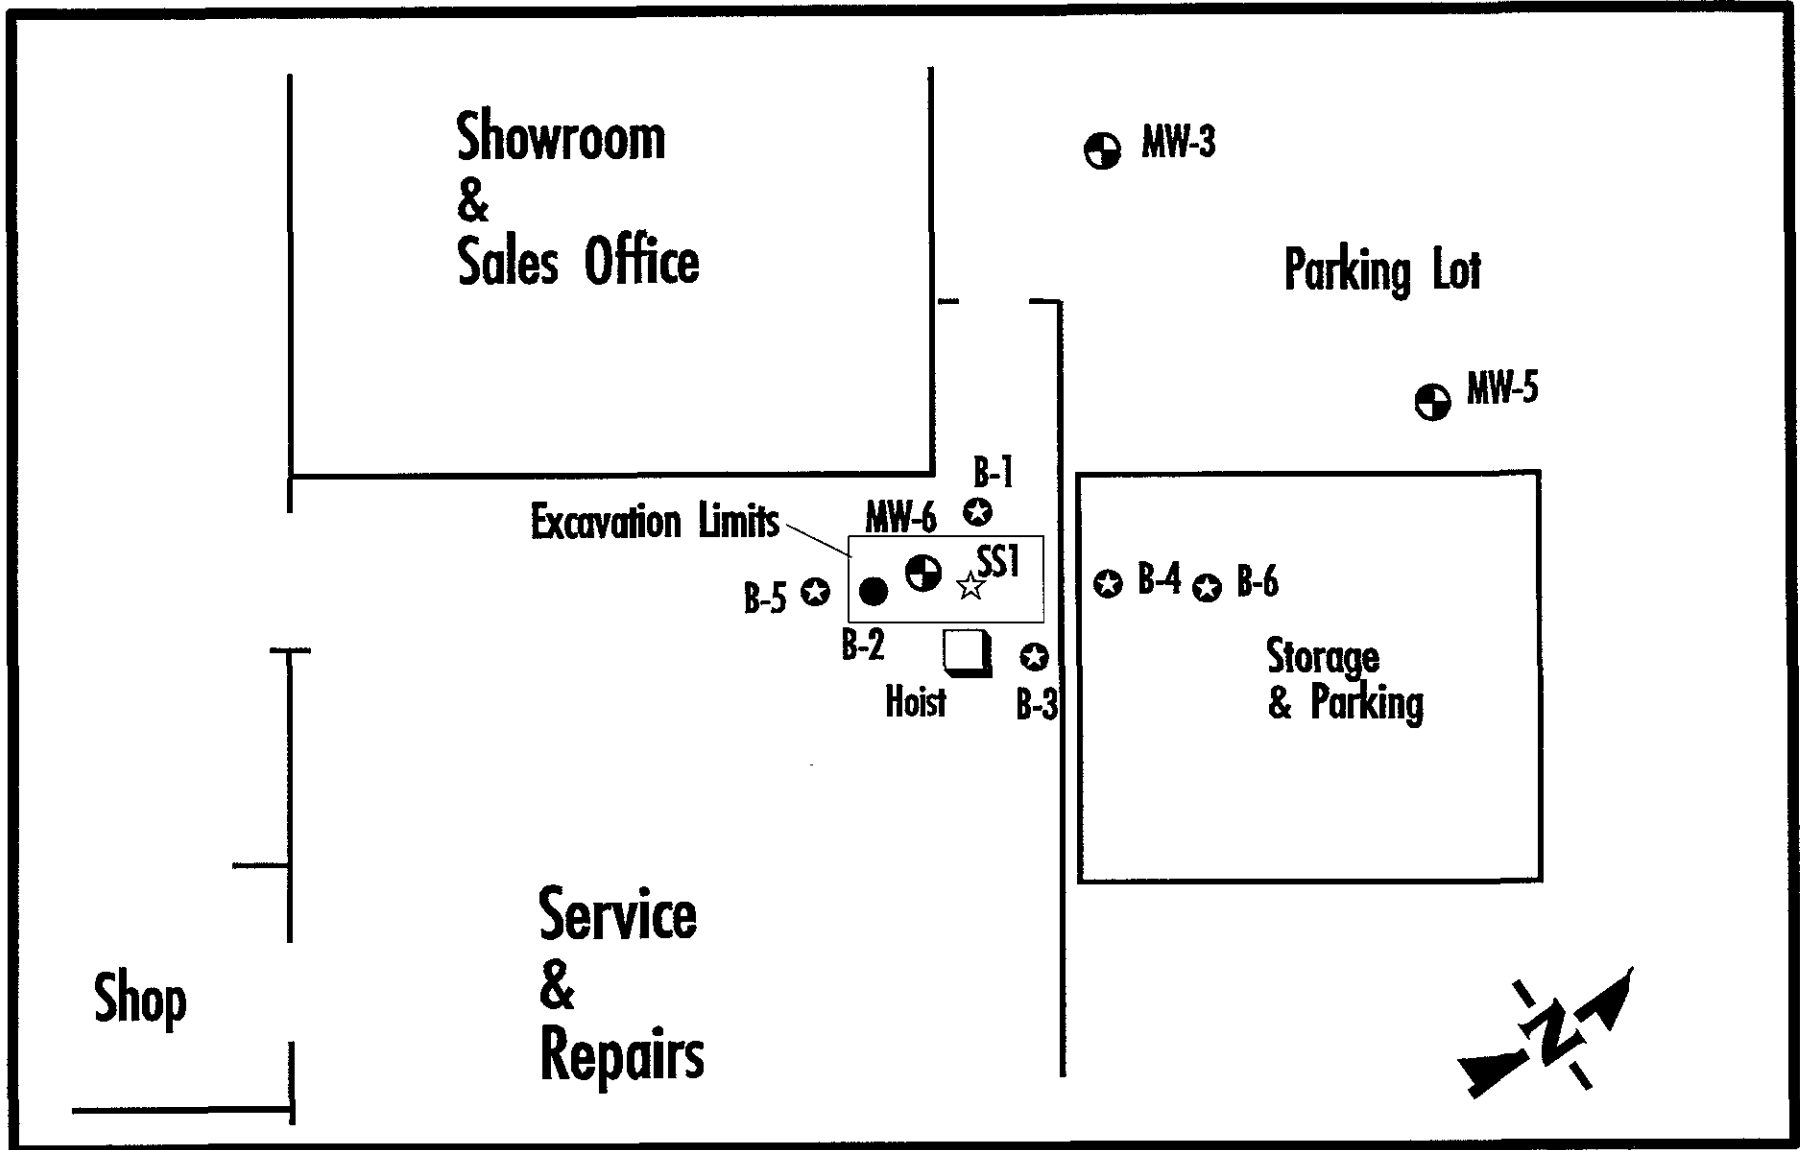 Showroom
&
Sales Office
MW-3
Parking Lot
MW-5
B-1
Excavation Limits
MW-6
SS1
B-5
B-4
B-6
B-2
Hoist
B-3
Storage
& Parking
Service
&
Repairs
Shop
N